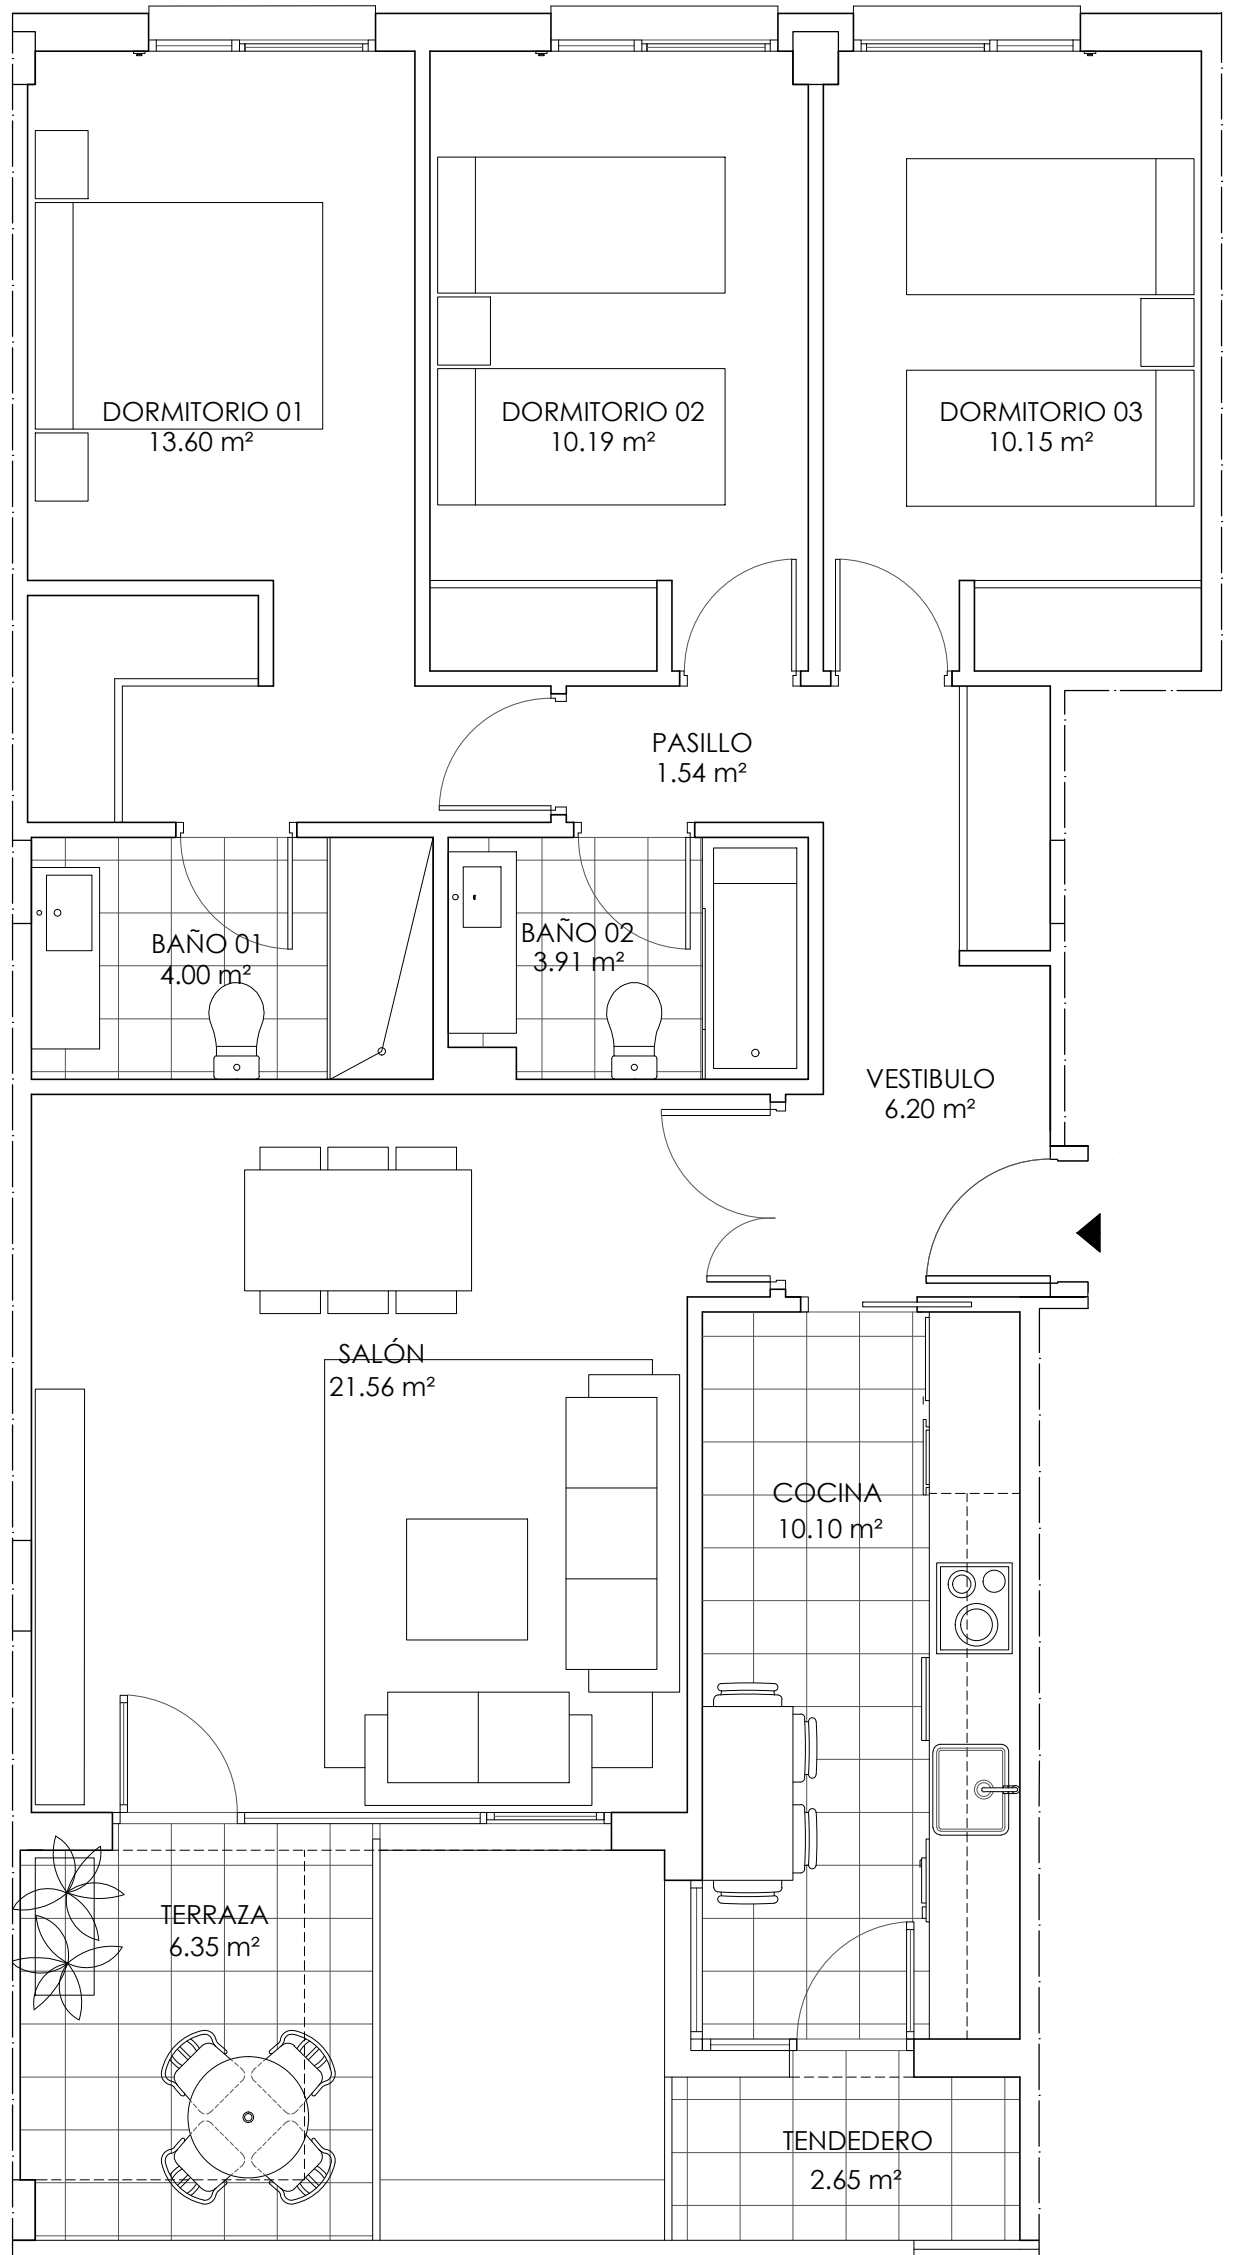 DORMITORIO 01
13.60 m²
DORMITORIO 02
10.19 m²
DORMITORIO 03
10.15 m²
PASILLO
1.54 m²
BAÑO 01
4.00 m²
BAÑO 02
3.91 m²
VESTIBULO
6.20 m²
SALÓN
21.56 m²
COCINA
10.10 m²
TERRAZA
6.35 m²
TENDEDERO
2.65 m²